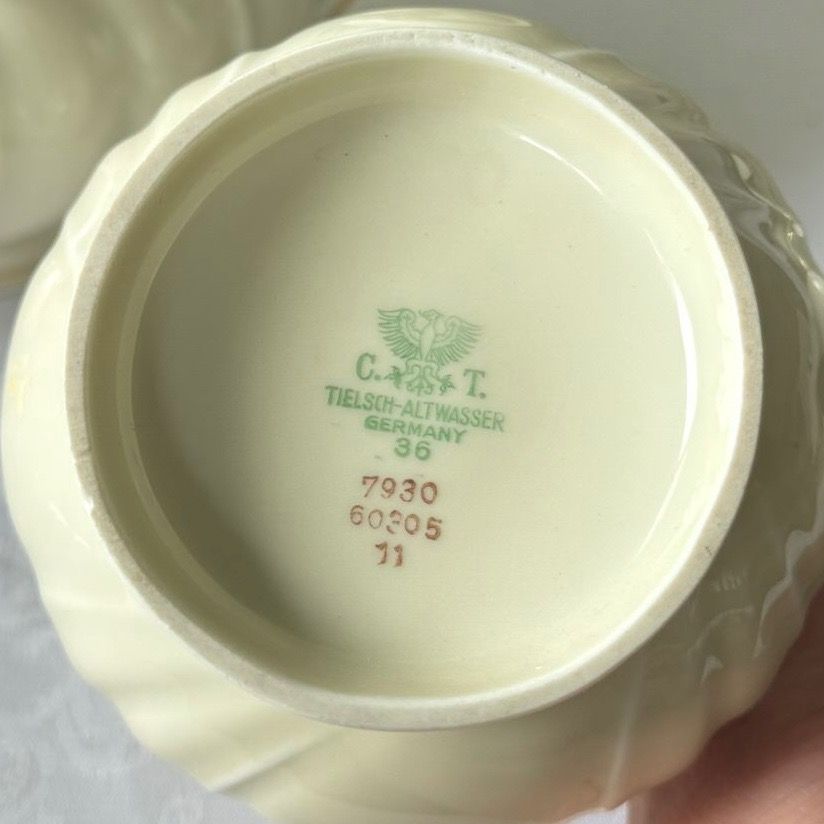 C. T.
TIELSCH-ALTWASSER
GERMANY
36
7930
60305
11